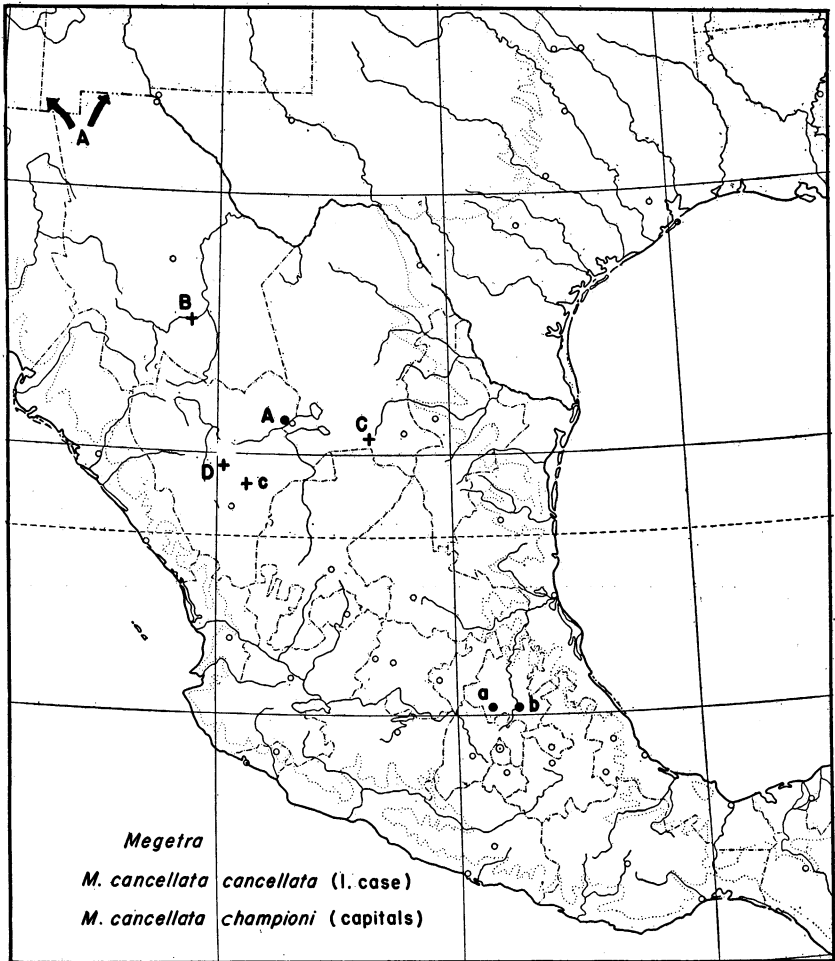 A
B
A
C
D
c
a
b
Megetra
M. cancellata cancellata (l. case)
M. cancellata championi (capitals)